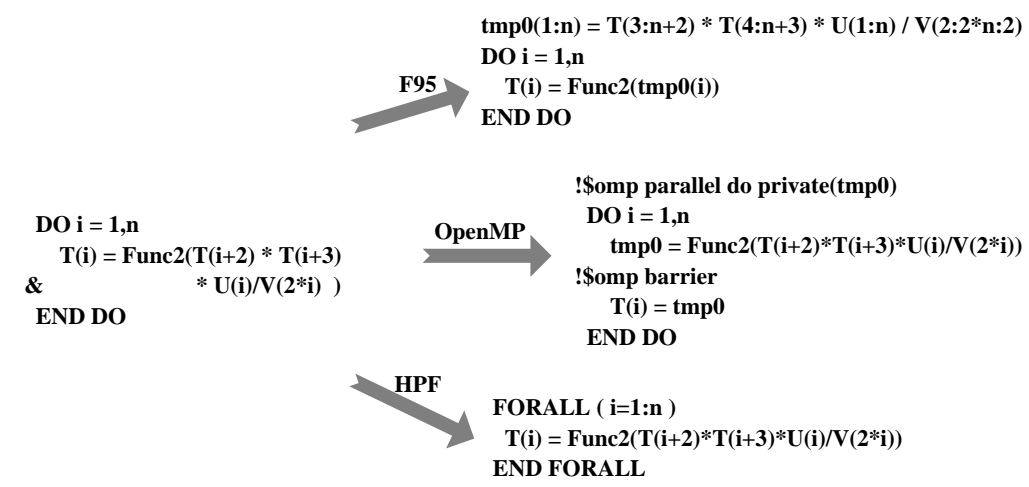 tmp0(1:n) = T(3:n+2) * T(4:n+3) * U(1:n) / V(2:2*n:2)
DO i = 1,n
T(i) = Func2(tmp0(i))
END DO
F95
DO i = 1,n
T(i) = Func2(T(i+2) * T(i+3)
& * U(i)/V(2*i) )
END DO
OpenMP
!$omp parallel do private(tmp0)
DO i = 1,n
tmp0 = Func2(T(i+2)*T(i+3)*U(i)/V(2*i))
!$omp barrier
T(i) = tmp0
END DO
HPF
FORALL ( i=1:n )
T(i) = Func2(T(i+2)*T(i+3)*U(i)/V(2*i))
END FORALL